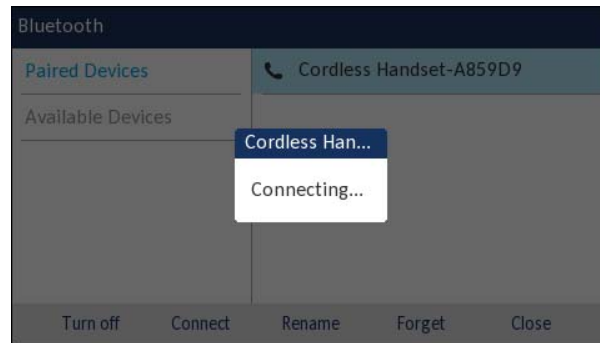 Bluetooth
Paired Devices
Cordless Handset-A859D9
Available Devices
Cordless Han...
Connecting...
Turn off Connect Rename Forget Close